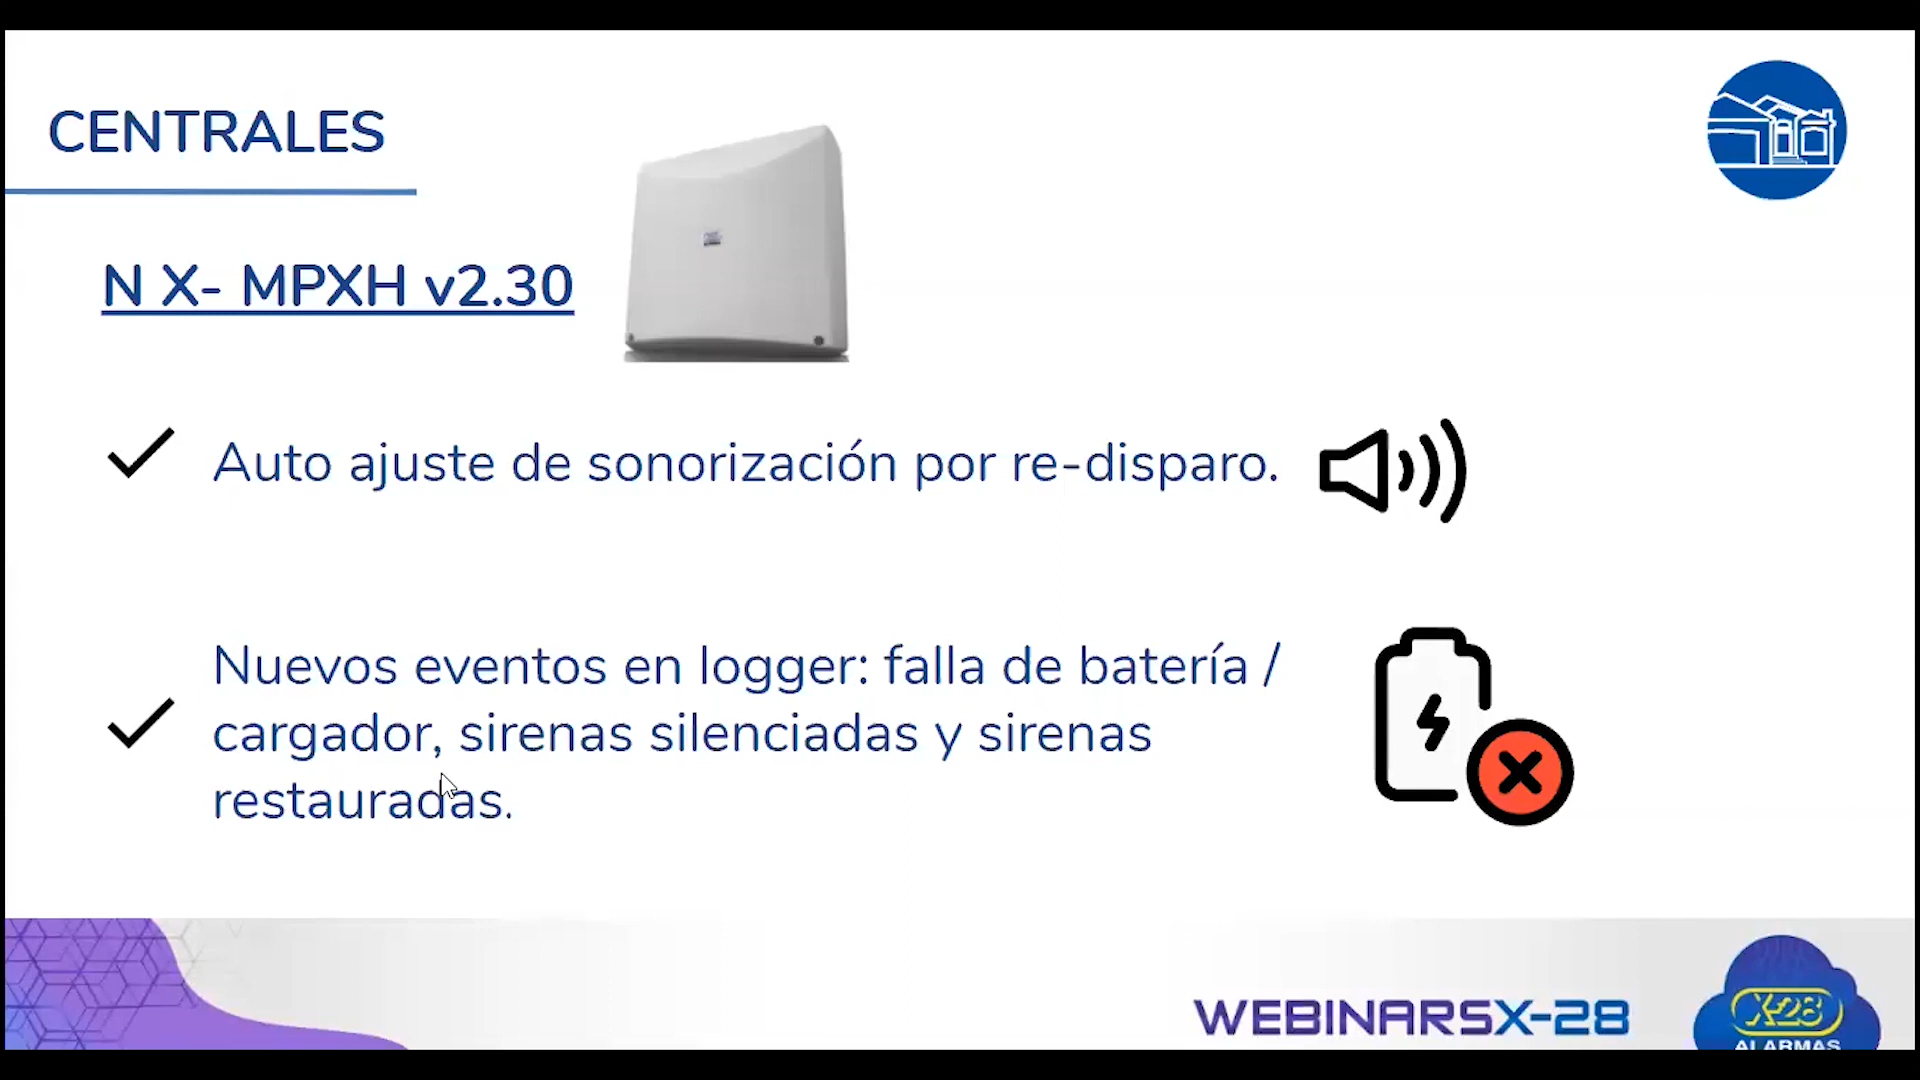 CENTRALES
N X- MPXH v2.30
Auto ajuste de sonorización por re-disparo.
Nuevos eventos en logger: falla de batería /
cargador, sirenas silenciadas y sirenas
restauradas.
WEBINARSX-28
X-28
ALARMAS